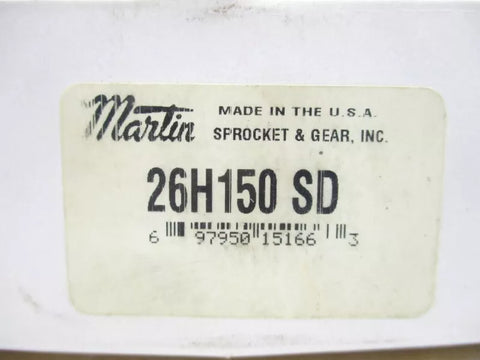 Martin MADE IN THE U.S.A.
SPROCKET & GEAR, INC.
26H150 SD
6 97950 15166 3